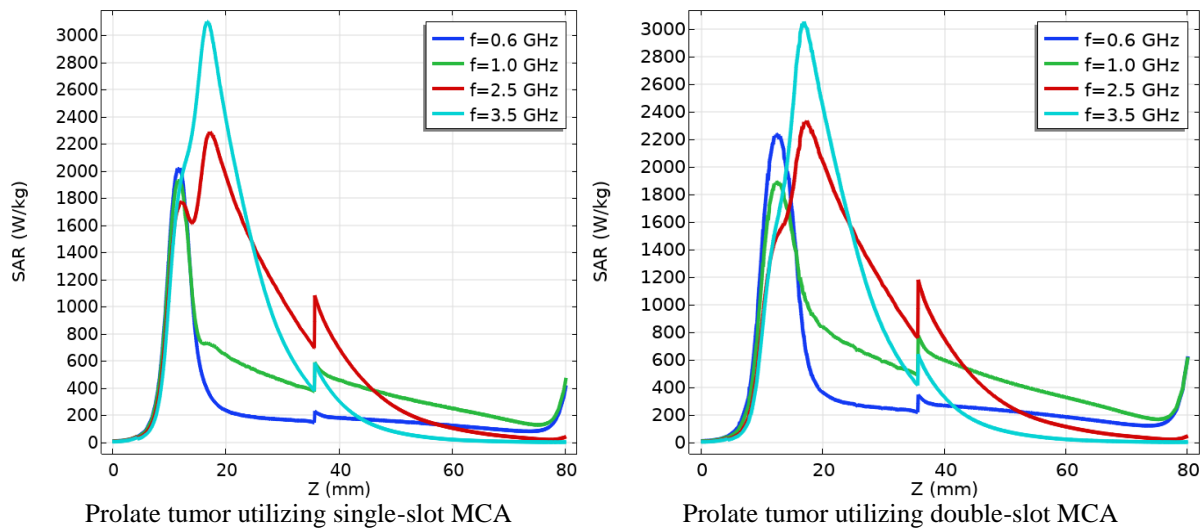 3000
2800
2600
2400
2200
2000
1800
1600
1400
1200
1000
800
600
400
200
0
SAR (W/kg)
f=0.6 GHz
f=1.0 GHz
f=2.5 GHz
f=3.5 GHz
0 20 40 60 80
Z (mm)
Prolate tumor utilizing single-slot MCA
3000
2800
2600
2400
2200
2000
1800
1600
1400
1200
1000
800
600
400
200
0
SAR (W/kg)
f=0.6 GHz
f=1.0 GHz
f=2.5 GHz
f=3.5 GHz
0 20 40 60 80
Z (mm)
Prolate tumor utilizing double-slot MCA